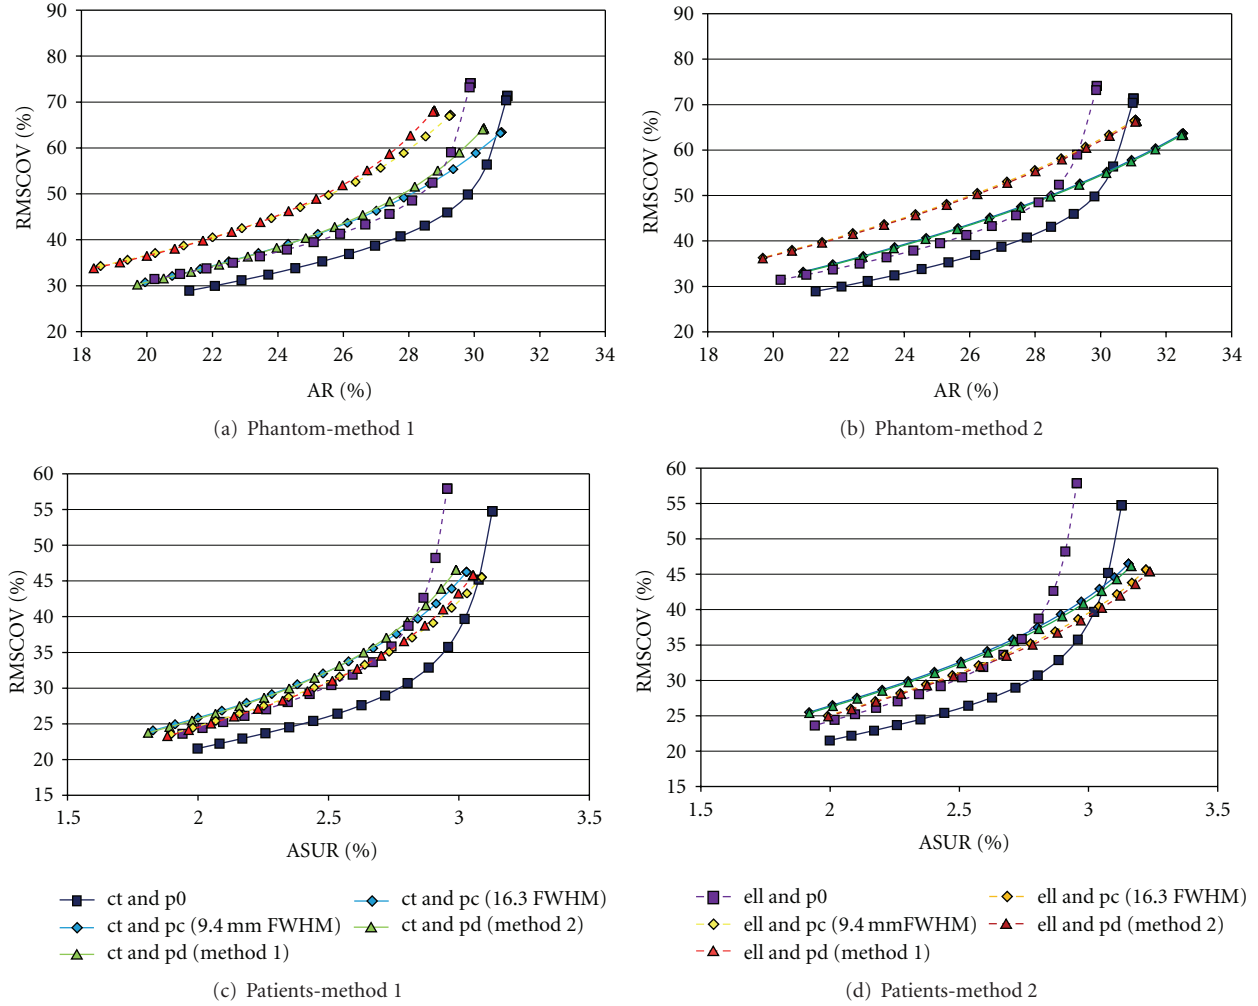 90
80
70
60
50
40
30
20
RMSCOV (%)
18 20 22 24 26 28 30 32 34
AR (%)
(a) Phantom-method 1
90
80
70
60
50
40
30
20
RMSCOV (%)
18 20 22 24 26 28 30 32 34
AR (%)
(b) Phantom-method 2
60
55
50
45
40
35
30
25
20
15
RMSCOV (%)
1.5 2 2.5 3 3.5
ASUR (%)
ct and p0
ct and pc (9.4 mm FWHM)
ct and pd (method 1)
ct and pc (16.3 FWHM)
ct and pd (method 2)
(c) Patients-method 1
60
55
50
45
40
35
30
25
20
15
RMSCOV (%)
1.5 2 2.5 3 3.5
ASUR (%)
ell and p0
ell and pc (9.4 mmFWHM)
ell and pd (method 1)
ell and pc (16.3 FWHM)
ell and pd (method 2)
(d) Patients-method 2